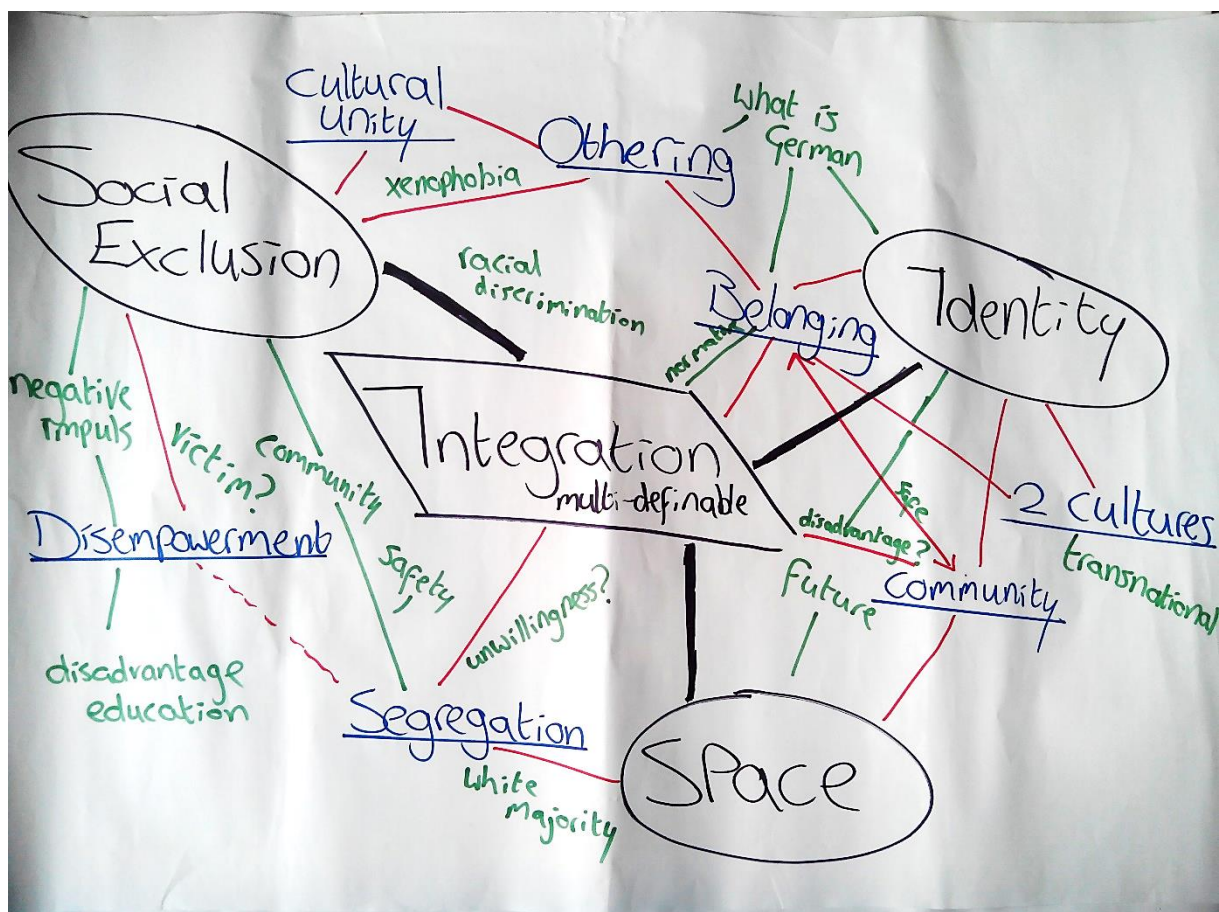 Cultural
Unity
what is
German
Othering
xenophobia
Social
Exclusion
racial
discrimination
Belonging
Identity
normative
negative
impuls
victim?
community
Integration
multi-definable
safety
unwillingness?
disadvantage?
2 cultures
transnational
Disempowerment
future
community
disadvantage
education
Segregation
white
majority
Space